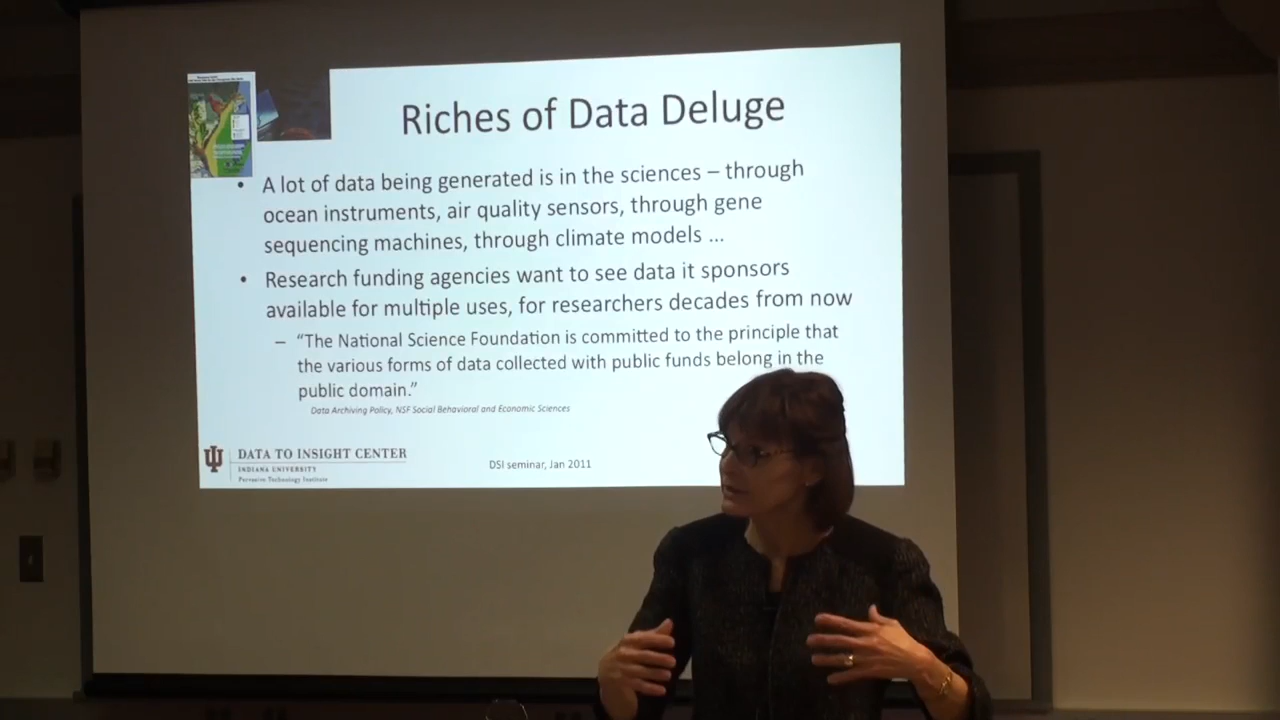 Riches of Data Deluge
• A lot of data being generated is in the sciences – through
ocean instruments, air quality sensors, through gene
sequencing machines, through climate models ...
• Research funding agencies want to see data it sponsors
available for multiple uses, for researchers decades from now
– “The National Science Foundation is committed to the principle that
the various forms of data collected with public funds belong in the
public domain.”
Data Archiving Policy, NSF Social Behavioral and Economic Sciences
DATA TO INSIGHT CENTER
INDIANA UNIVERSITY
Pervasive Technology Institute
DSI seminar, Jan 2011